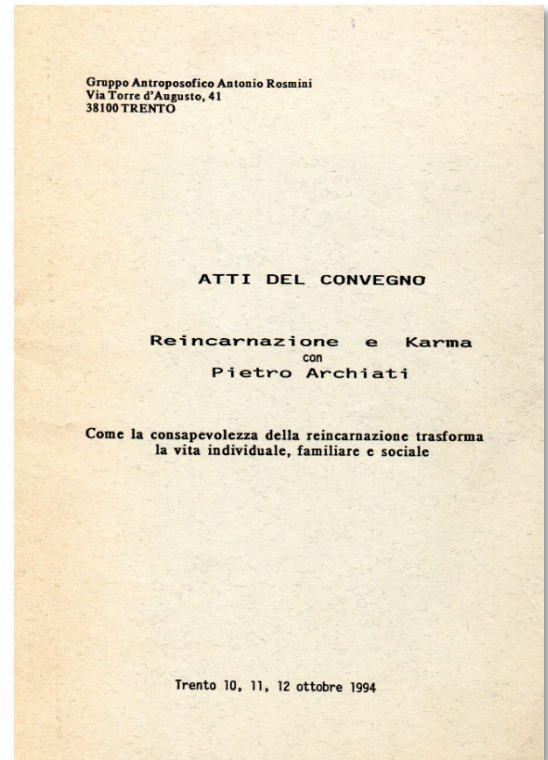 Gruppo Antroposofico Antonio Rosmini
Via Torre d'Augusto, 41
38100 TRENTO
ATTI DEL CONVEGNO
Reincarnazione e Karma
con
Pietro Archiati
Come la consapevolezza della reincarnazione trasforma
la vita individuale, familiare e sociale
Trento 10, 11, 12 ottobre 1994